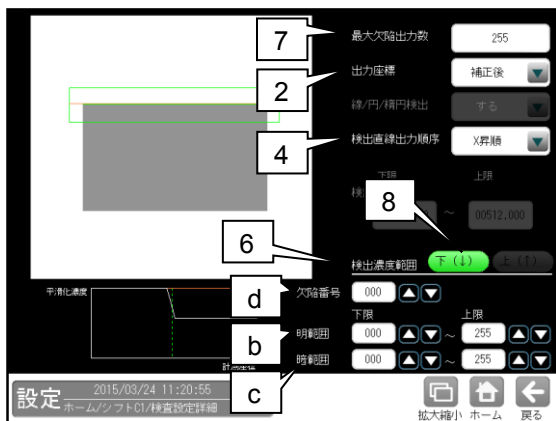 7
最大欠陥出力数
255
2
出力座標
補正後
線/円/楕円検出
する
4
検出直線出力順序
X昇順
下限
上限
8
検
～
00512.000
6
検出濃度範囲
下(↓)
上(↑)
d
欠陥番号
000
平滑化濃度
下限
上限
b
明範囲
000
～
255
c
暗範囲
000
～
255
設定
2015/03/24 11:20:55
ホーム/シフトC1/検査設定詳細
拡大縮小
ホーム
戻る